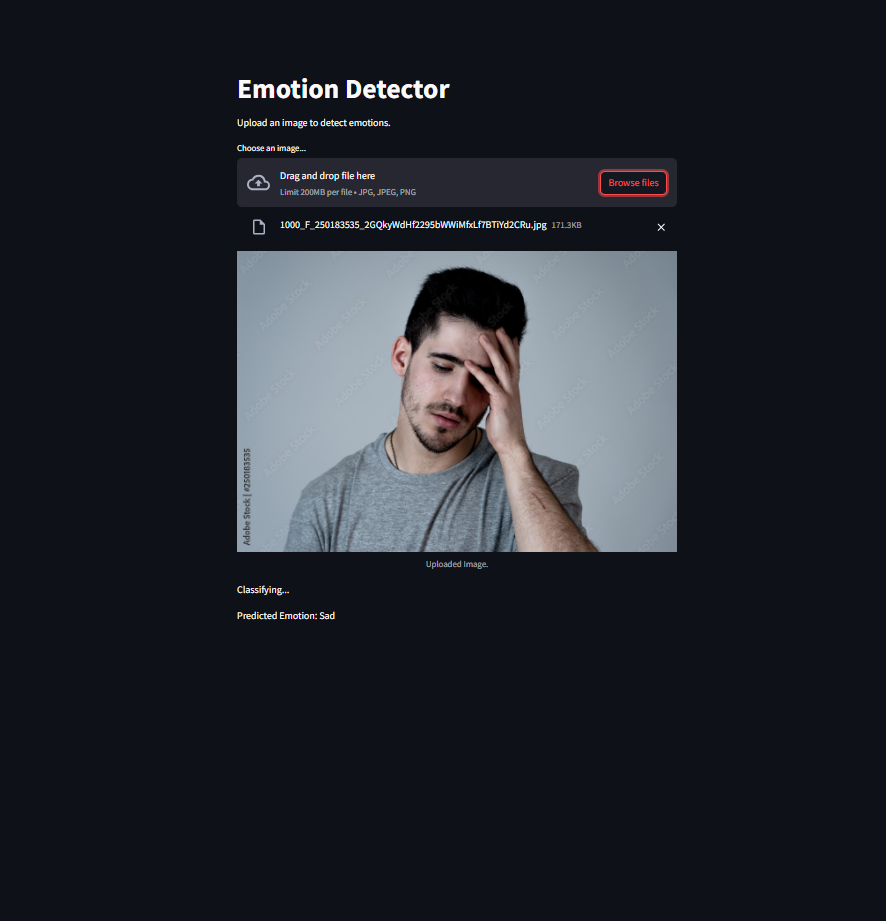 Emotion Detector
Upload an image to detect emotions.
Choose an image...
Drag and drop file here
Limit 200MB per file • JPG, JPEG, PNG
Browse files
1000_F_250183535_2GQkyWdHf2295bWWiMfxLf7BTiYd2CRu.jpg 171.3KB
Adobe Stock
Adobe Stock | #250183535
Uploaded Image.
Classifying...
Predicted Emotion: Sad